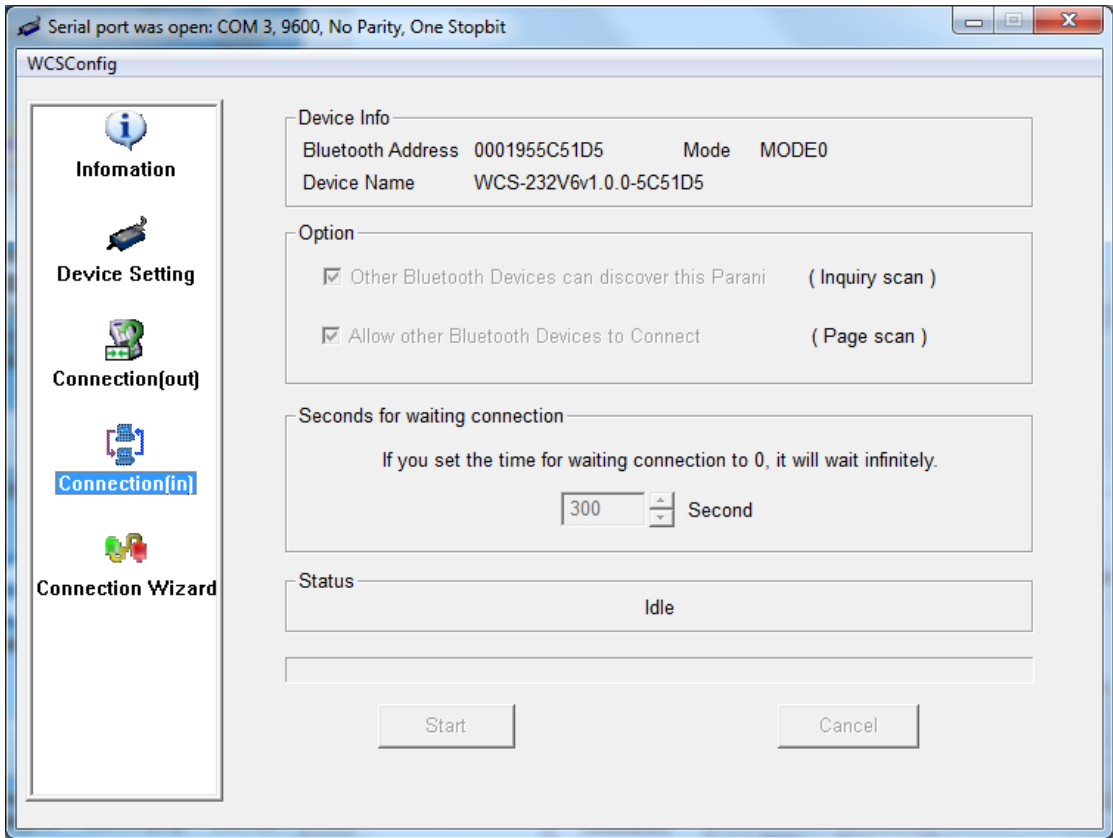 Serial port was open: COM 3, 9600, No Parity, One Stopbit
WCSConfig
Infomation
Device Setting
Connection(out)
Connection(in)
Connection Wizard
Device Info
Bluetooth Address 0001955C51D5 Mode MODE0
Device Name WCS-232V6v1.0.0-5C51D5
Option
Other Bluetooth Devices can discover this Parani ( Inquiry scan )
Allow other Bluetooth Devices to Connect ( Page scan )
Seconds for waiting connection
If you set the time for waiting connection to 0, it will wait infinitely.
300 Second
Status
Idle
Start Cancel